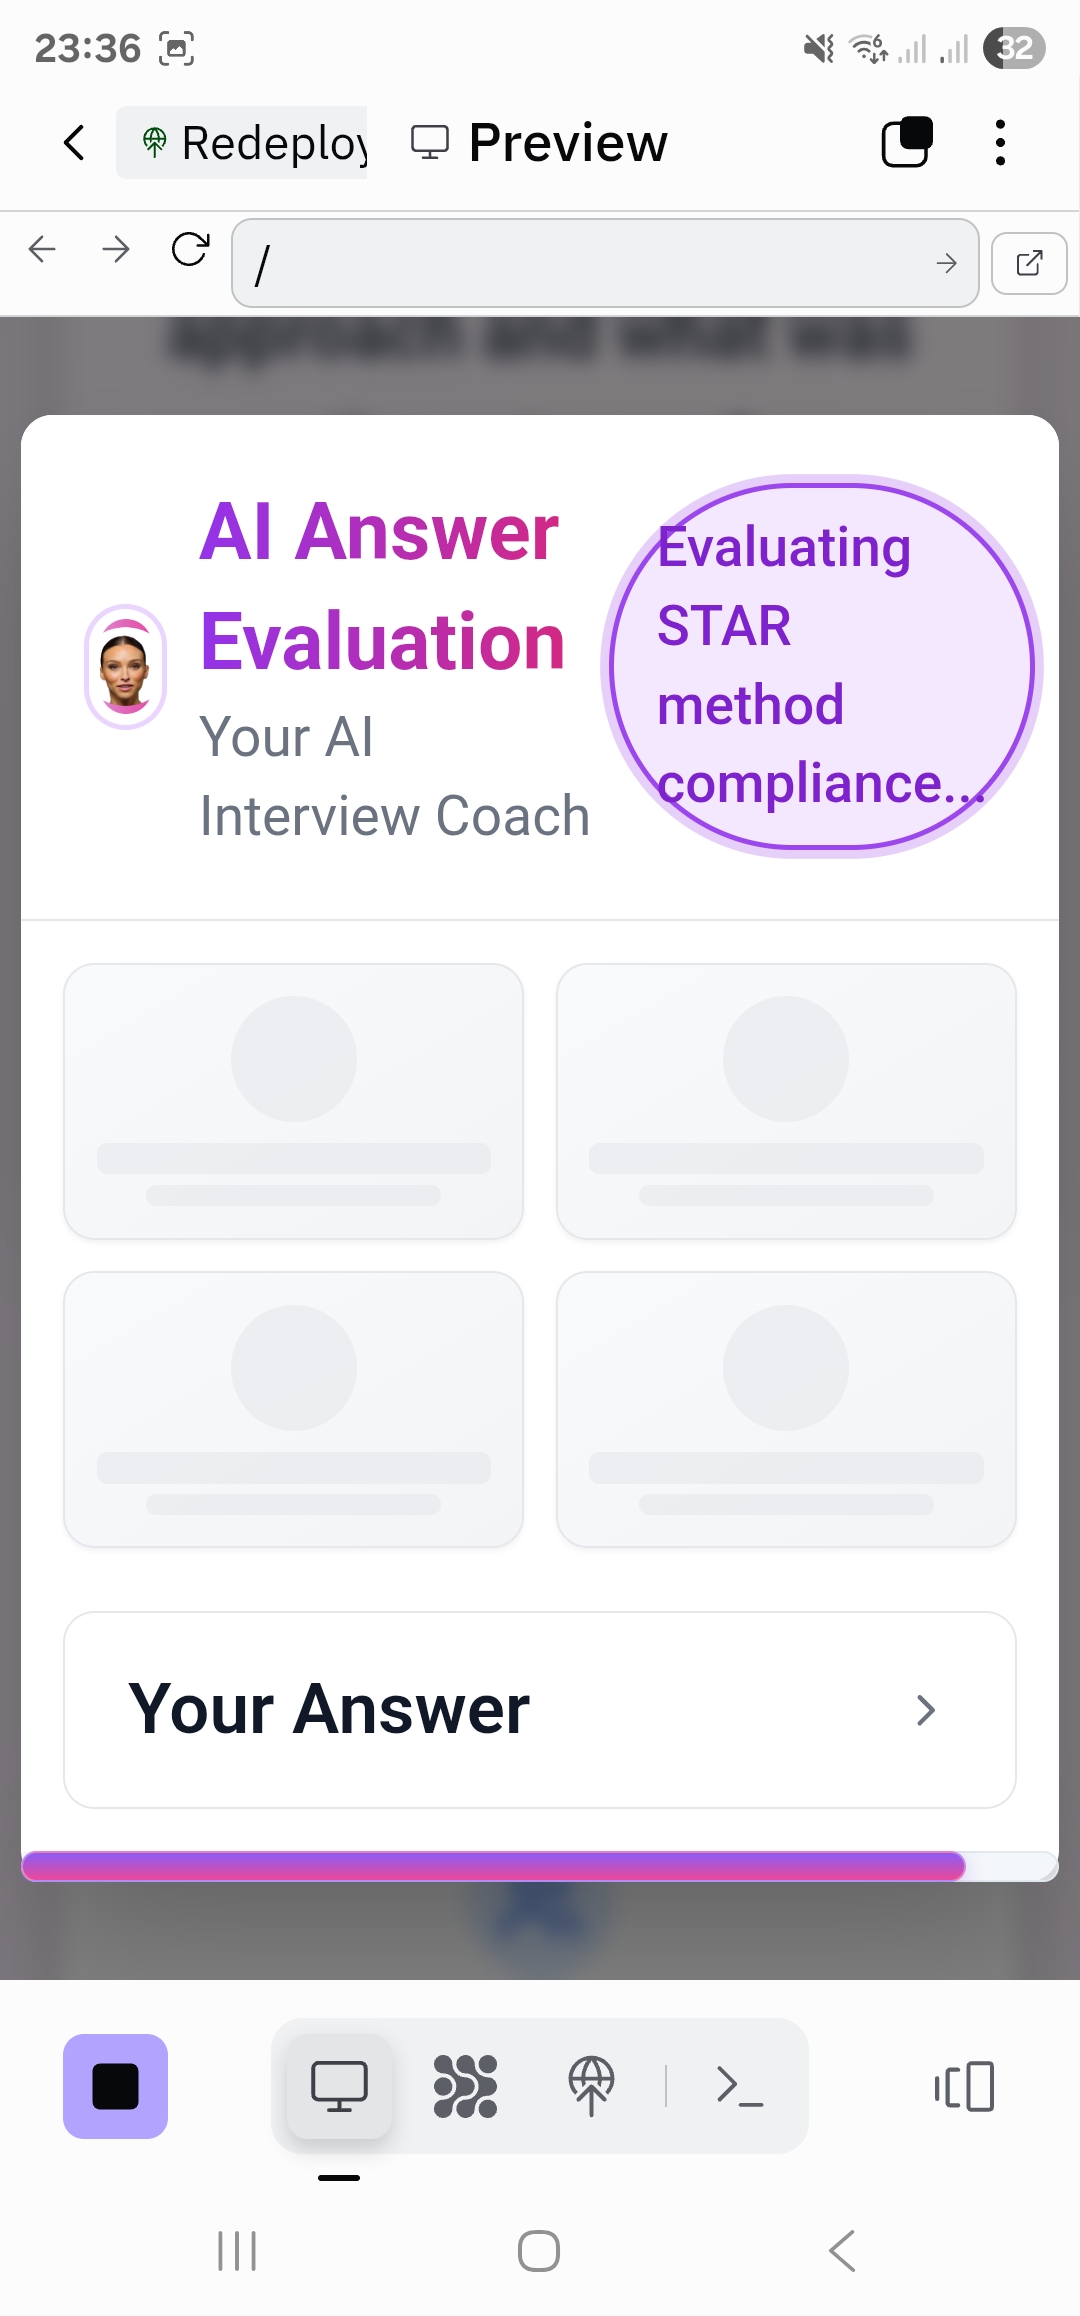 23:36
6
32
Redeploy
Preview
/
approach and what was
AI Answer
Evaluation
Your AI
Interview Coach
Evaluating
STAR
method
compliance...
Your Answer